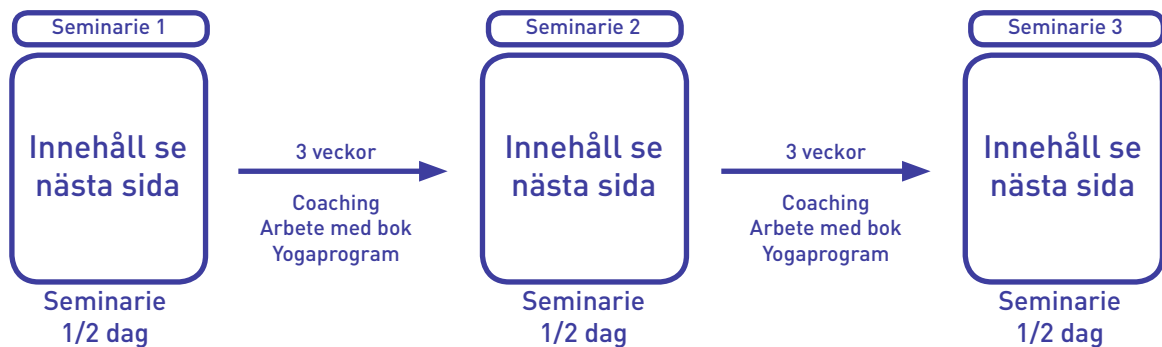 Seminarie 1
Innehåll se
nästa sida
Seminarie
1/2 dag
3 veckor
Coaching
Arbete med bok
Yogaprogram
Seminarie 2
Innehåll se
nästa sida
Seminarie
1/2 dag
3 veckor
Coaching
Arbete med bok
Yogaprogram
Seminarie 3
Innehåll se
nästa sida
Seminarie
1/2 dag